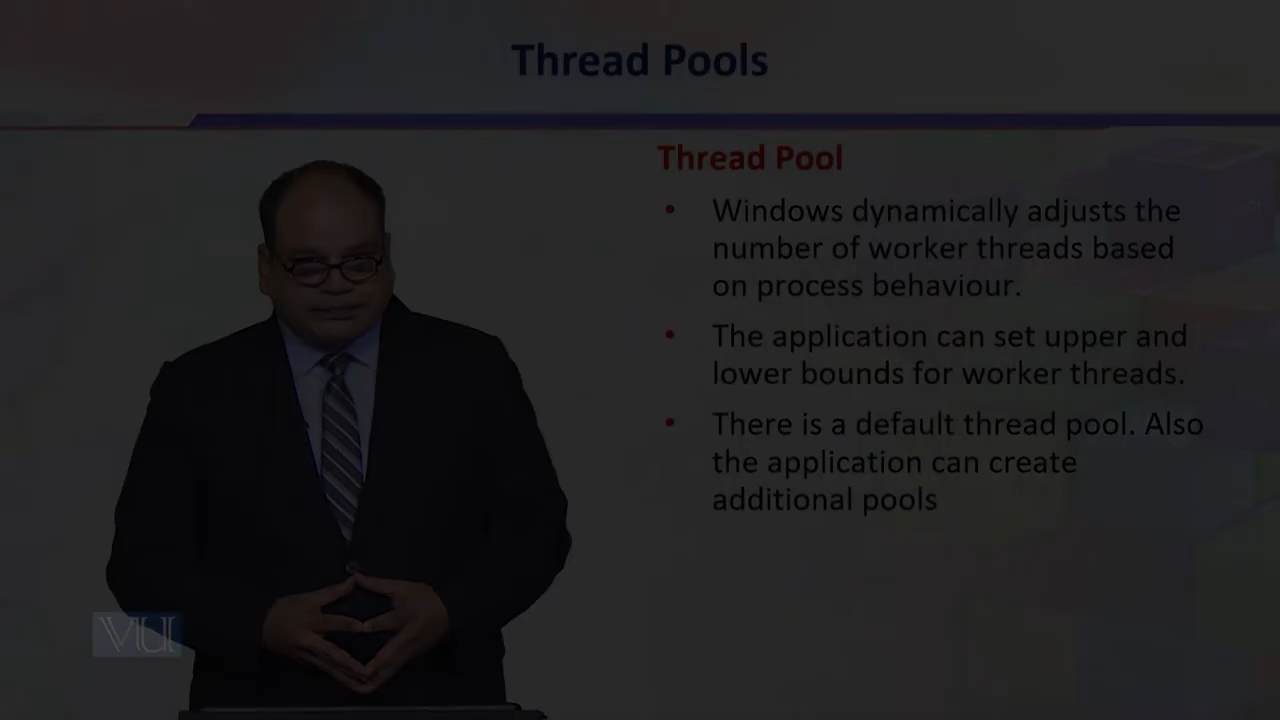 Thread Pools
Thread Pool
• Windows dynamically adjusts the
number of worker threads based
on process behaviour.
• The application can set upper and
lower bounds for worker threads.
• There is a default thread pool. Also
the application can create
additional pools
VU